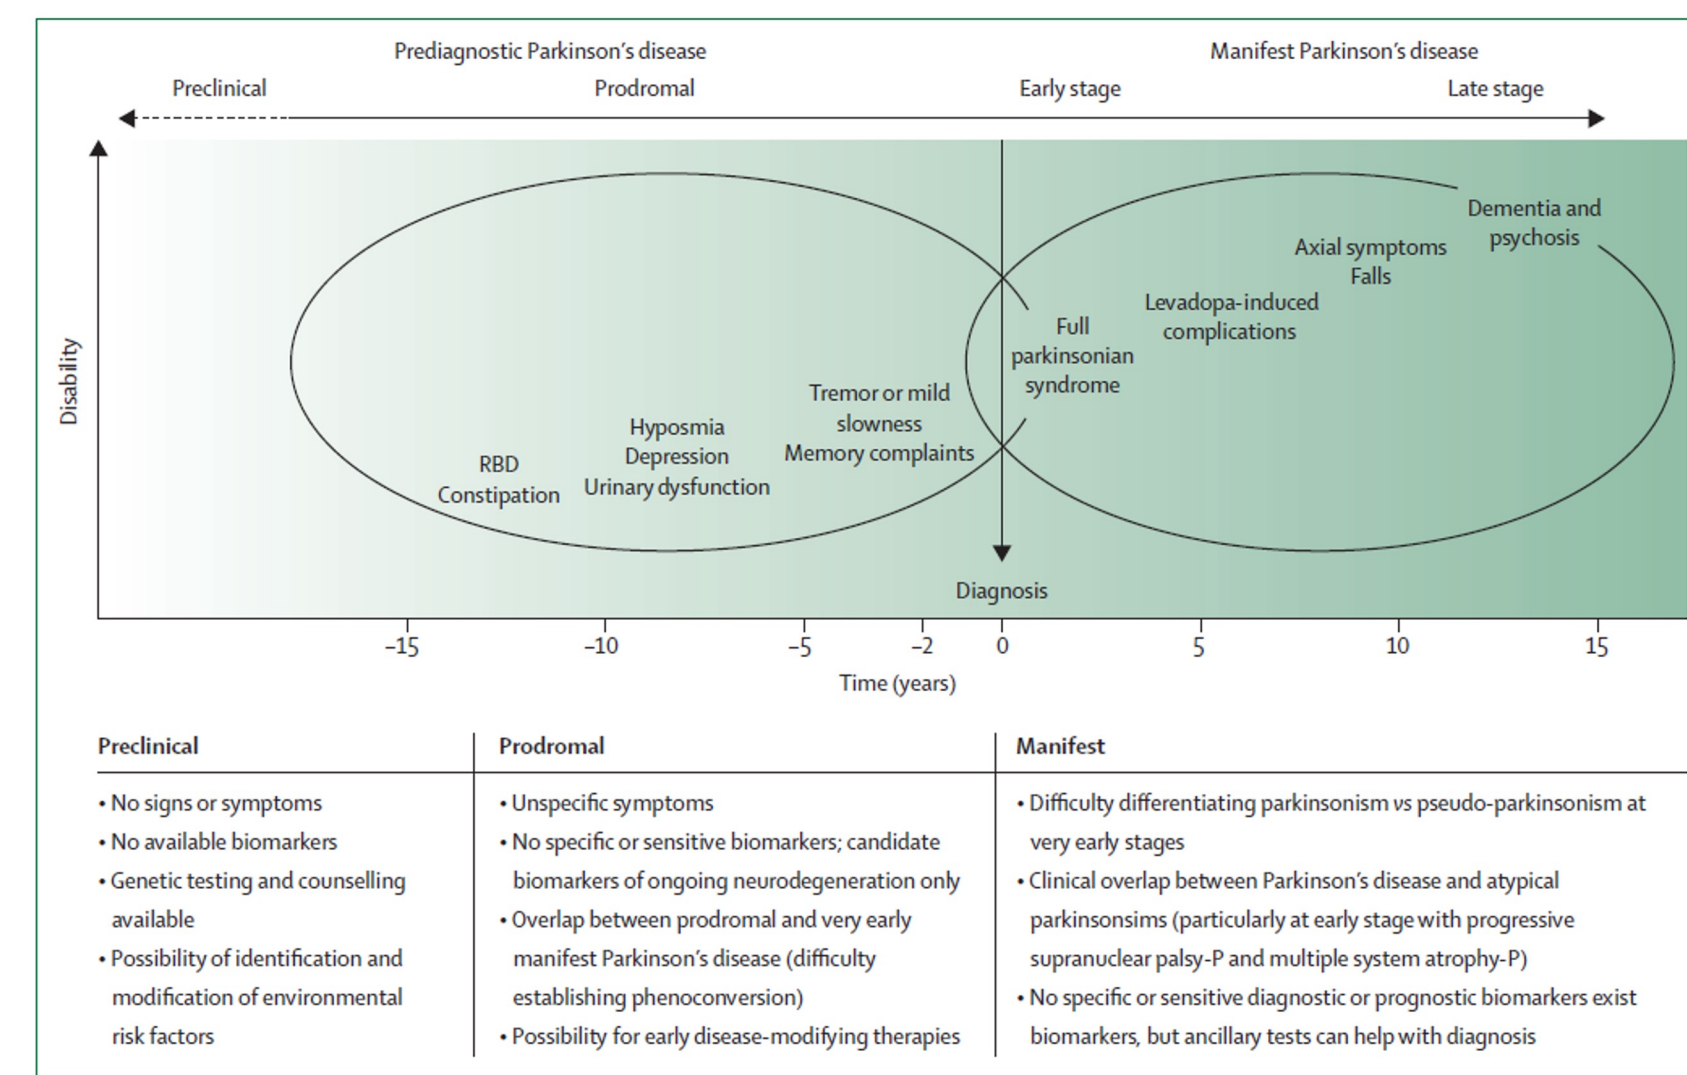 Prediagnostic Parkinson's disease
Manifest Parkinson's disease
Preclinical
Prodromal
Early stage
Late stage
Disability
Dementia and
psychosis
Axial symptoms
Falls
Levadopa-induced
complications
Full
parkinsonian
syndrome
Tremor or mild
slowness
Memory complaints
Hyposmia
Depression
Urinary dysfunction
RBD
Constipation
Diagnosis
–15
–10
–5
–2
0
5
10
15
Time (years)
Preclinical
• No signs or symptoms
• No available biomarkers
• Genetic testing and counselling
available
• Possibility of identification and
modification of environmental
risk factors
Prodromal
• Unspecific symptoms
• No specific or sensitive biomarkers; candidate
biomarkers of ongoing neurodegeneration only
• Overlap between prodromal and very early
manifest Parkinson's disease (difficulty
establishing phenoconversion)
• Possibility for early disease-modifying therapies
Manifest
• Difficulty differentiating parkinsonism vs pseudo-parkinsonism at
very early stages
• Clinical overlap between Parkinson's disease and atypical
parkinsonsims (particularly at early stage with progressive
supranuclear palsy-P and multiple system atrophy-P)
• No specific or sensitive diagnostic or prognostic biomarkers exist
biomarkers, but ancillary tests can help with diagnosis